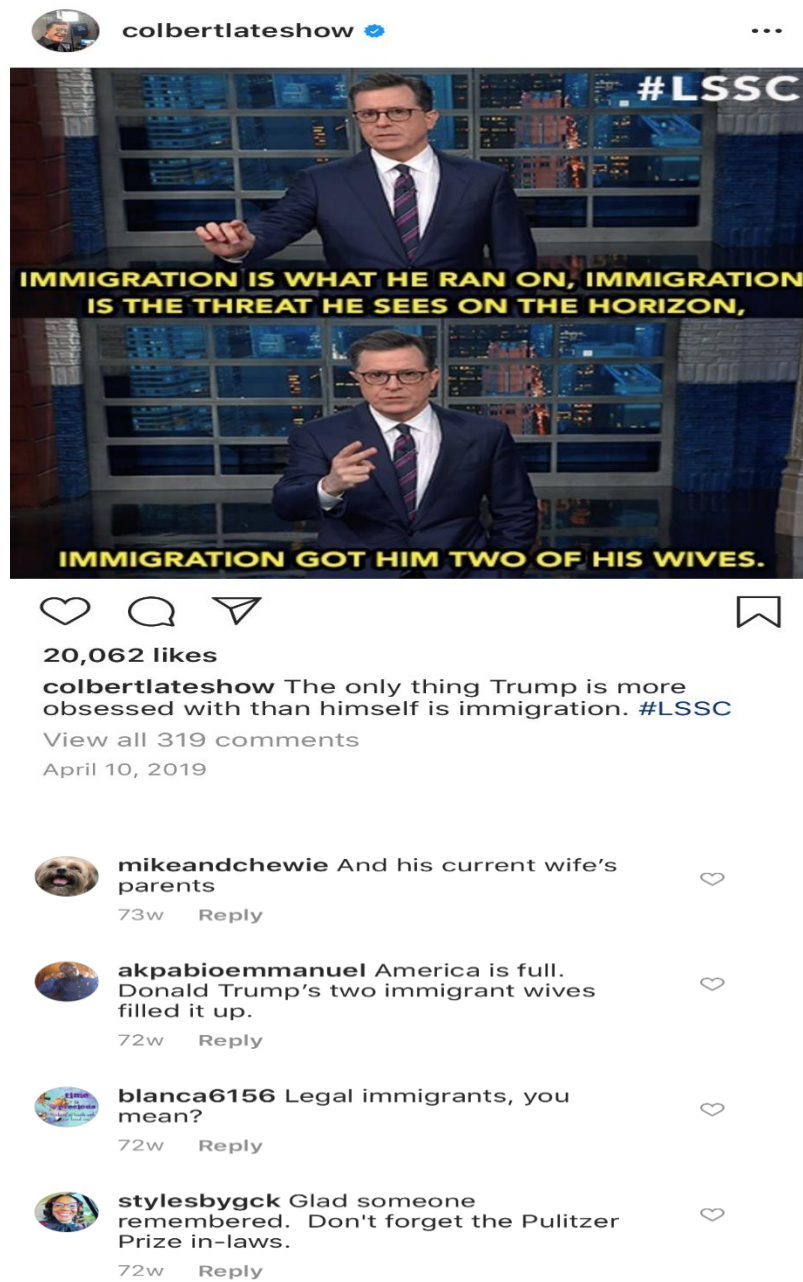 colbertlateshow
#LSSC
IMMIGRATION IS WHAT HE RAN ON, IMMIGRATION
IS THE THREAT HE SEES ON THE HORIZON,
IMMIGRATION GOT HIM TWO OF HIS WIVES.
20,062 likes
colbertlateshow The only thing Trump is more
obsessed with than himself is immigration. #LSSC
View all 319 comments
April 10, 2019
mikeandchewie And his current wife's
parents
73w Reply
akpabioemmanuel America is full.
Donald Trump's two immigrant wives
filled it up.
72w Reply
time
precious
blanca6156 Legal immigrants, you
mean?
72w Reply
stylesbygck Glad someone
remembered. Don't forget the Pulitzer
Prize in-laws.
72w Reply